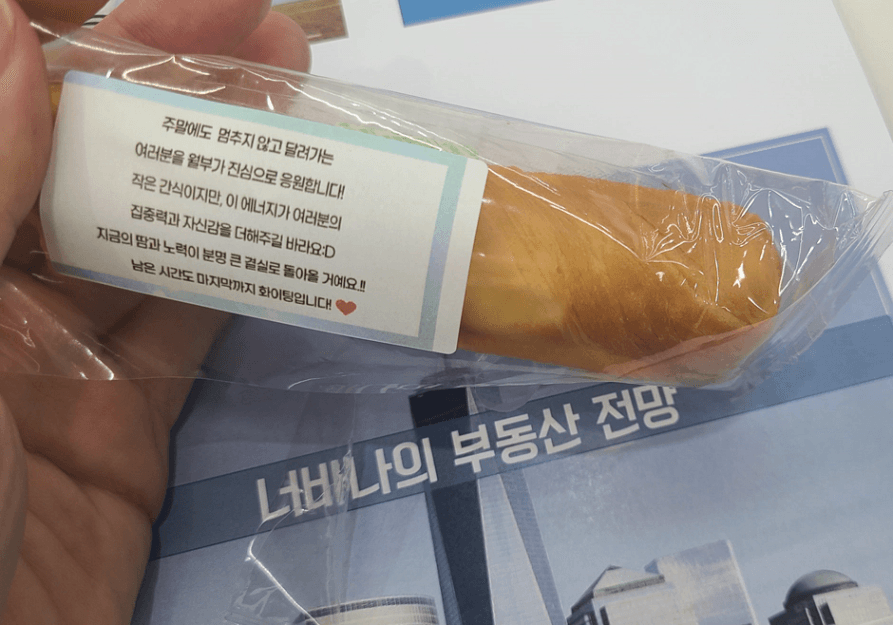 주말에도 멈추지 않고 달려가는
여러분을 월부가 진심으로 응원합니다!
작은 간식이지만, 이 에너지가 여러분의
집중력과 자신감을 더해주길 바라요:D
지금의 땀과 노력이 분명 큰 결실로 돌아올 거예요.!!
남은 시간도 마지막까지 화이팅입니다! ❤
너바나의 부동산 전망